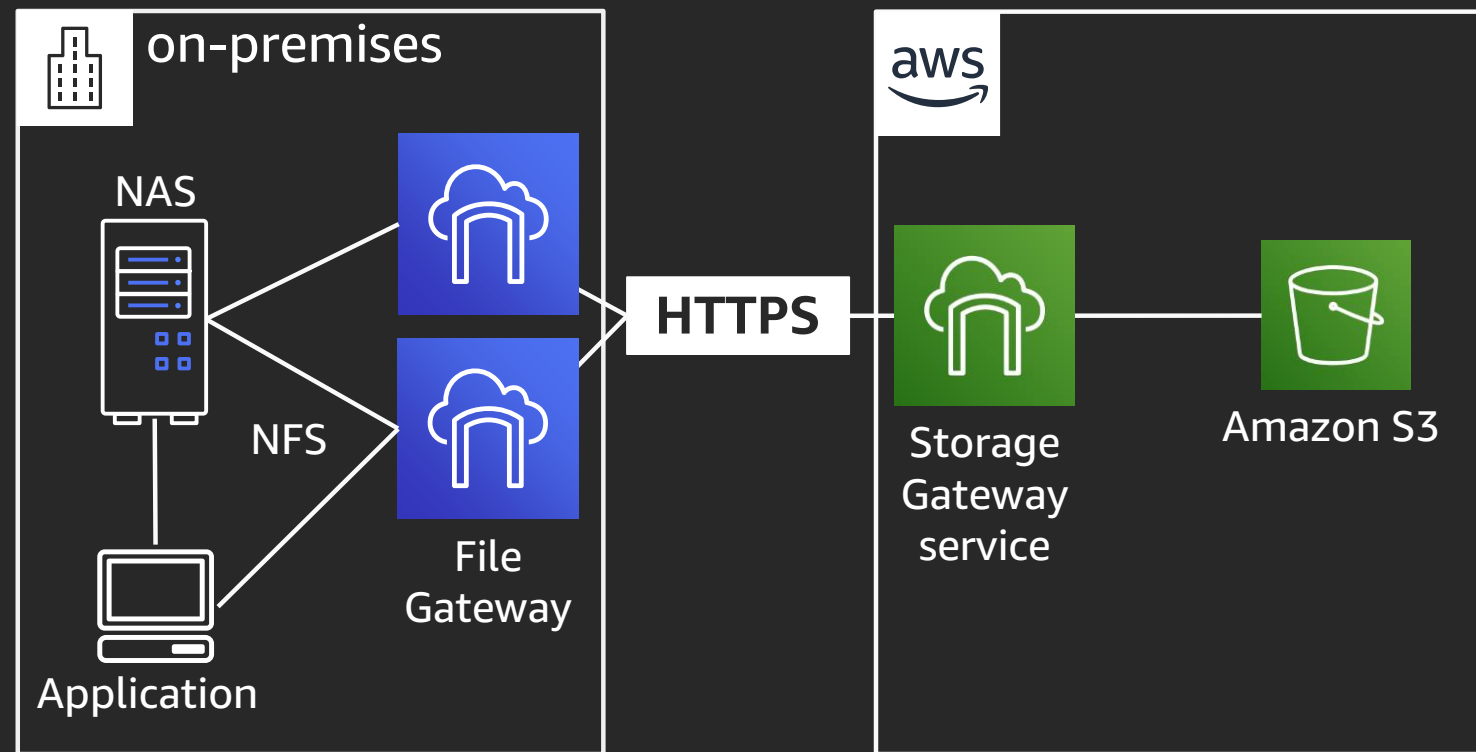 on-premises
aws
NAS
HTTPS
NFS
Storage
Gateway
service
Amazon S3
File
Gateway
Application